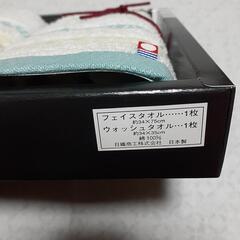 フェイスタオル……1枚
約34×75cm
ウォッシュタオル…1枚
約34×35cm
綿100%
日繊商工株式会社 日本製